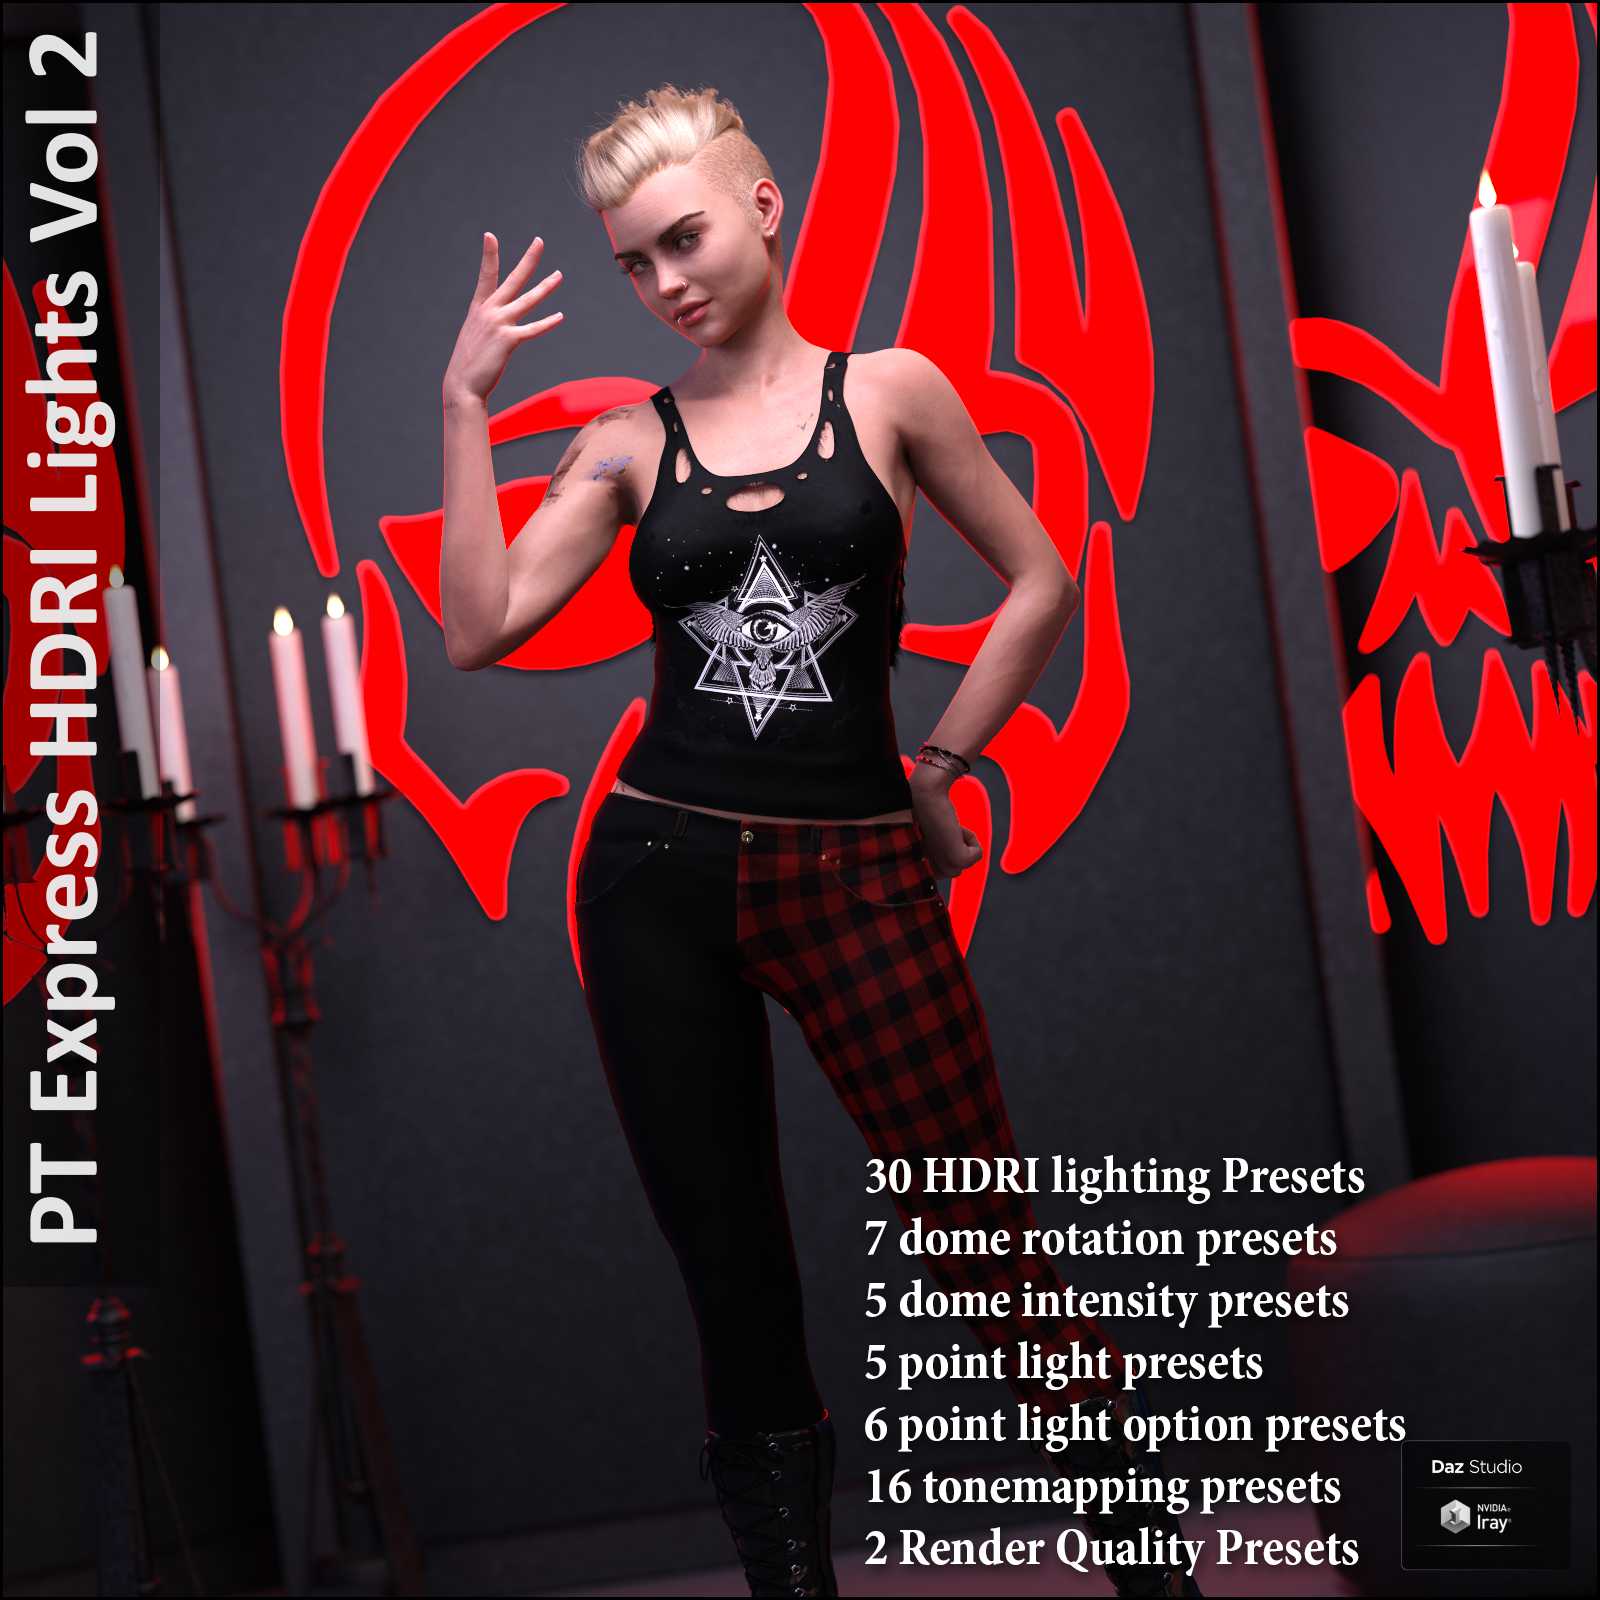 PT Express HDRI Lights Vol 2
30 HDRI lighting Presets
7 dome rotation presets
5 dome intensity presets
5 point light presets
6 point light option presets
16 tonemapping presets
2 Render Quality Presets
Daz Studio
NVIDIA®
Iray®